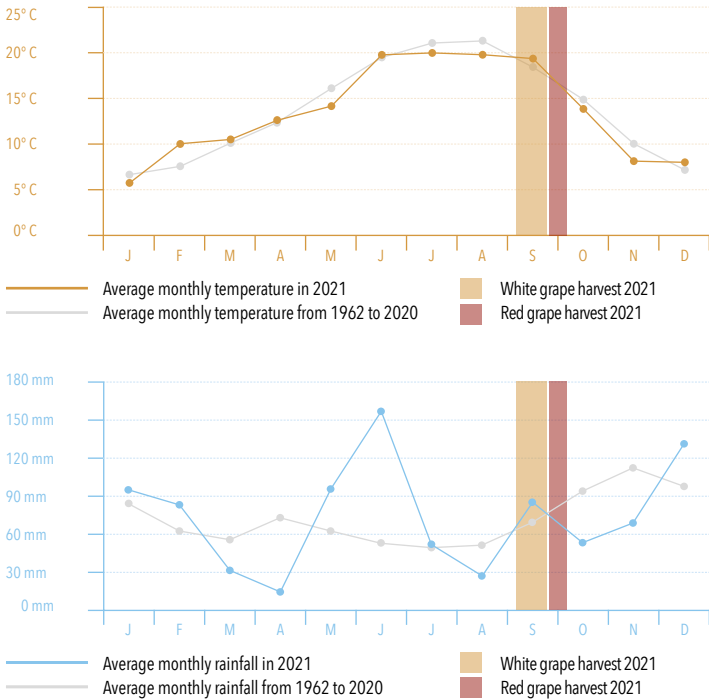 25° C
20° C
15° C
10° C
5° C
0° C
J F M A M J J A S O N D
Average monthly temperature in 2021 White grape harvest 2021
Average monthly temperature from 1962 to 2020 Red grape harvest 2021
180 mm
150 mm
120 mm
90 mm
60 mm
30 mm
0 mm
J F M A M J J A S O N D
Average monthly rainfall in 2021 White grape harvest 2021
Average monthly rainfall from 1962 to 2020 Red grape harvest 2021